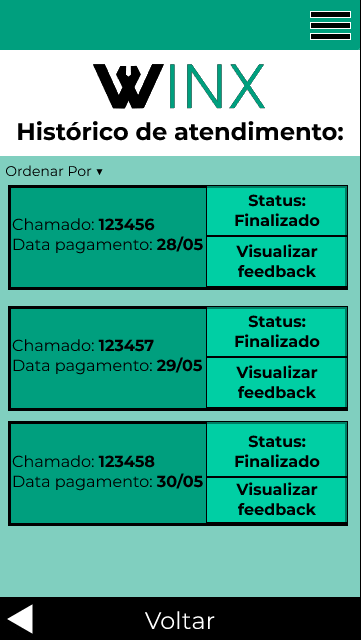 WINX
Histórico de atendimento:
Ordenar Por ▼
Chamado: 123456
Data pagamento: 28/05
Status:
Finalizado
Visualizar
feedback
Chamado: 123457
Data pagamento: 29/05
Status:
Finalizado
Visualizar
feedback
Chamado: 123458
Data pagamento: 30/05
Status:
Finalizado
Visualizar
feedback
Voltar